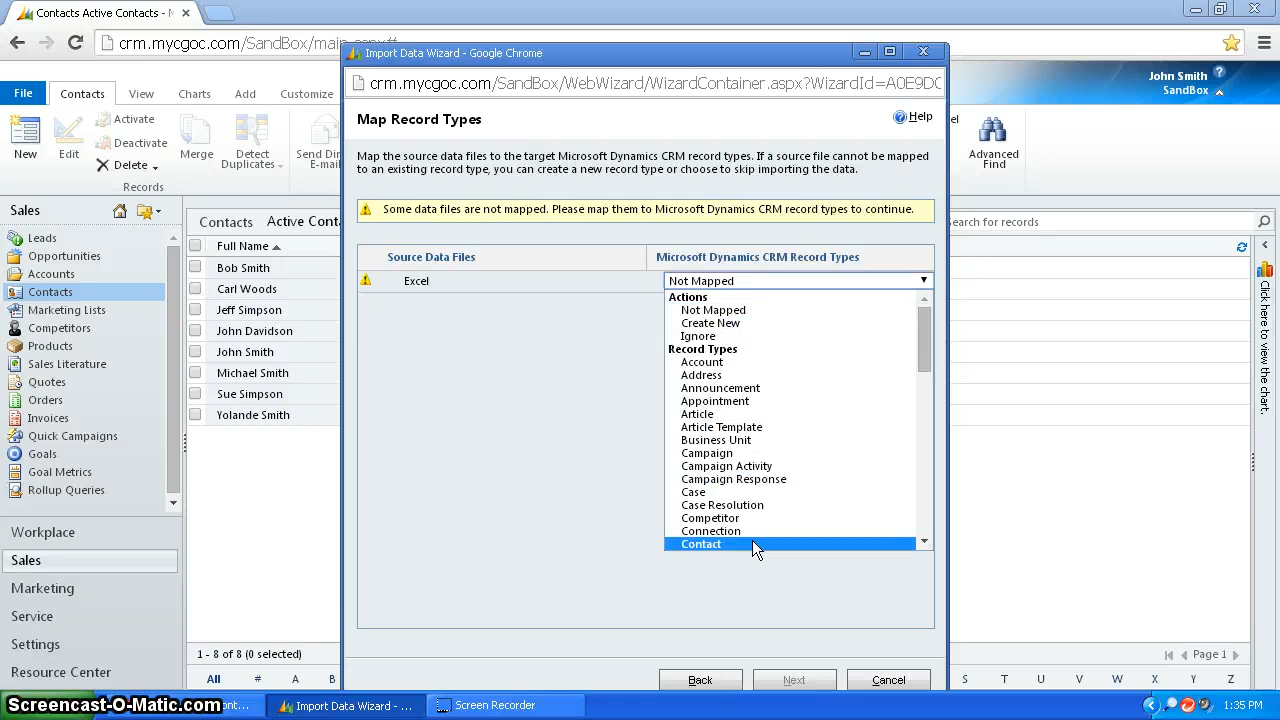 Contacts Active Contacts - M
crm.mycgoc.com/SandBox/main.aspx#
Import Data Wizard - Google Chrome
crm.mycgoc.com/SandBox/WebWizard/WizardContainer.aspx?WizardId=A0E9D
File
Contacts
View
Charts
Add
Customize
John Smith
SandBox
New
Edit
Activate
Deactivate
Delete
Merge
Detect
Duplicates
Send Dir
E-mail
Records
Advanced
Find
Map Record Types
Help
Map the source data files to the target Microsoft Dynamics CRM record types. If a source file cannot be mapped
to an existing record type, you can create a new record type or choose to skip importing the data.
Some data files are not mapped. Please map them to Microsoft Dynamics CRM record types to continue.
Source Data Files
Microsoft Dynamics CRM Record Types
Excel
Not Mapped
Actions
Not Mapped
Create New
Ignore
Record Types
Account
Address
Announcement
Appointment
Article
Article Template
Business Unit
Campaign
Campaign Activity
Campaign Response
Case
Case Resolution
Competitor
Connection
Contact
Back
Next
Cancel
Sales
Leads
Opportunities
Accounts
Contacts
Marketing Lists
Competitors
Products
Sales Literature
Quotes
Orders
Invoices
Quick Campaigns
Goals
Goal Metrics
Rollup Queries
Workplace
Sales
Marketing
Service
Settings
Resource Center
Contacts
Active Conta
Search for records
Full Name
Bob Smith
Carl Woods
Jeff Simpson
John Davidson
John Smith
Michael Smith
Sue Simpson
Yolande Smith
Click here to view the chart.
1 - 8 of 8 (0 selected)
Page 1
All
#
A
B
S
T
U
V
W
X
Y
Z
Screencast-O-Matic.com
Import Data Wizard - ...
Screen Recorder
1:35 PM